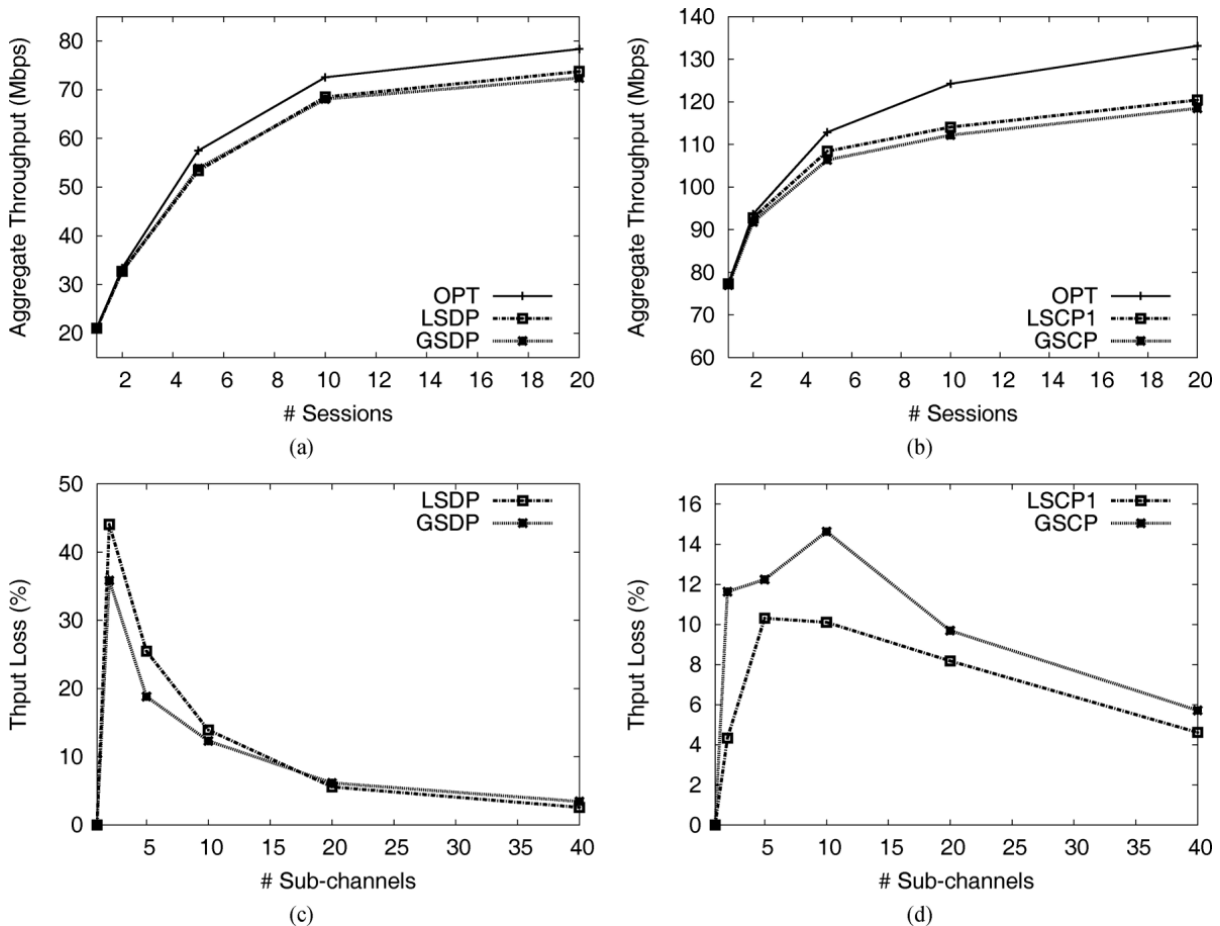 Aggregate Throughput (Mbps)
80
70
60
50
40
30
20
OPT
LSDP
GSDP
2 4 6 8 10 12 14 16 18 20
# Sessions
(a)
Aggregate Throughput (Mbps)
140
130
120
110
100
90
80
70
60
OPT
LSCP1
GSCP
2 4 6 8 10 12 14 16 18 20
# Sessions
(b)
Thput Loss (%)
50
40
30
20
10
0
LSDP
GSDP
5 10 15 20 25 30 35 40
# Sub-channels
(c)
Thput Loss (%)
16
14
12
10
8
6
4
2
0
LSCP1
GSCP
5 10 15 20 25 30 35 40
# Sub-channels
(d)